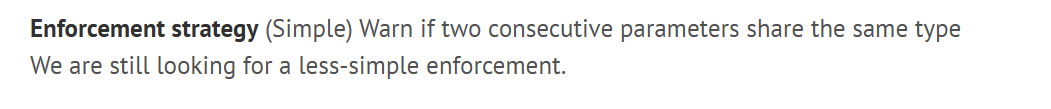 Enforcement strategy (Simple) Warn if two consecutive parameters share the same type
We are still looking for a less-simple enforcement.